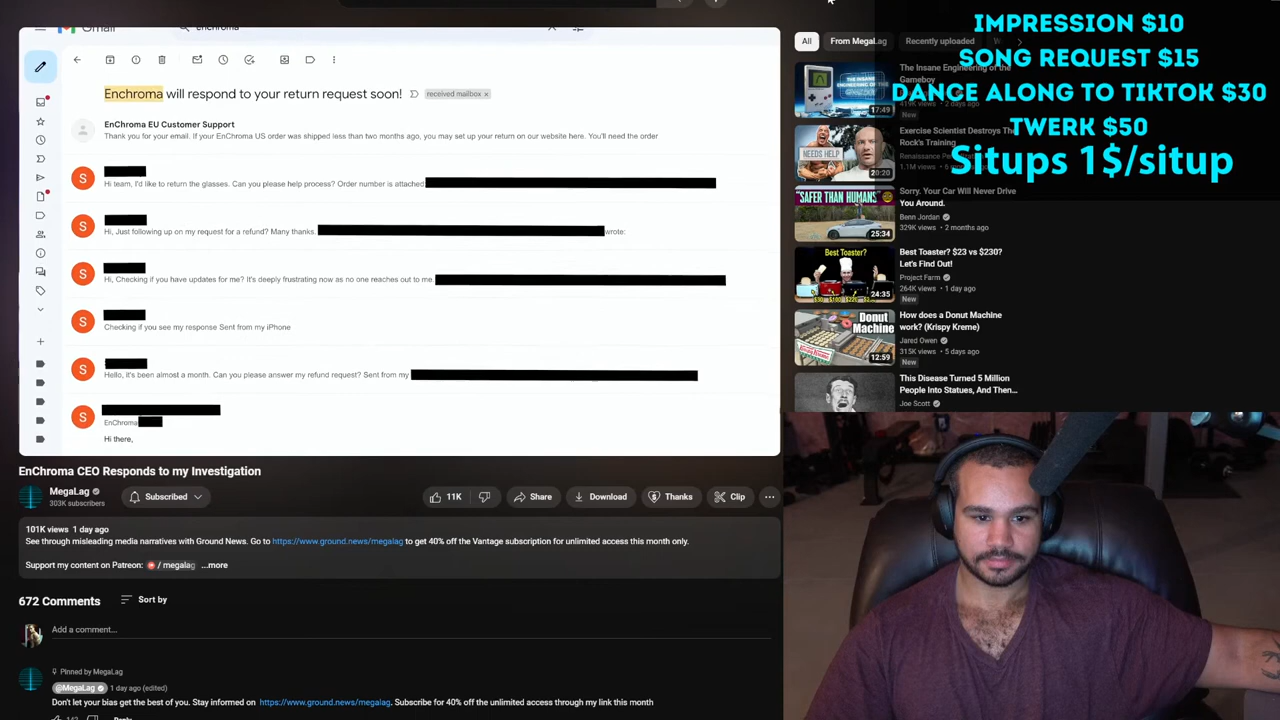 Gmail
enchroma
Enchroma will respond to your return request soon!
received mailbox ×
EnChroma EU Customer Support
Thank you for your email. If your EnChroma US order was shipped less than two months ago, you may set up your return on our website here. You'll need the order
S
Hi team, I'd like to return the glasses. Can you please help process? Order number is attached
S
Hi, Just following up on my request for a refund? Many thanks. wrote:
S
Hi, Checking if you have updates for me? It's deeply frustrating now as no one reaches out to me.
S
Checking if you see my response Sent from my iPhone
S
Hello, it's been almost a month. Can you please answer my refund request? Sent from my
S
EnChroma
Hi there,
EnChroma CEO Responds to my Investigation
MegaLag
303K subscribers
Subscribed
11K
Share
Download
Thanks
Clip
101K views 1 day ago
See through misleading media narratives with Ground News. Go to https://www.ground.news/megalag to get 40% off the Vantage subscription for unlimited access this month only.
Support my content on Patreon: / megalag ...more
672 Comments
Sort by
Add a comment...
Pinned by MegaLag
@MegaLag 1 day ago (edited)
Don't let your bias get the best of you. Stay informed on https://www.ground.news/megalag. Subscribe for 40% off the unlimited access through my link this month
Reply
All
From MegaLag
Recently uploaded
The Insane Engineering of the
Gameboy
17:49
Exercise Scientist Destroys The
Rock's Training
NEEDS HELP
Sorry. Your Car Will Never Drive
You Around.
Benn Jordan
329K views • 2 months ago
"SAFER THAN HUMANS"
25:34
Best Toaster? $23 vs $230?
Let's Find Out!
Project Farm
264K views • 1 day ago
New
24:35
How does a Donut Machine
work? (Krispy Kreme)
Jared Owen
315K views • 5 days ago
New
Donut
Machine
12:59
This Disease Turned 5 Million
People Into Statues, And Then...
Joe Scott
IMPRESSION $10
SONG REQUEST $15
DANCE ALONG TO TIKTOK $30
TWERK $50
Situps 1$/situp